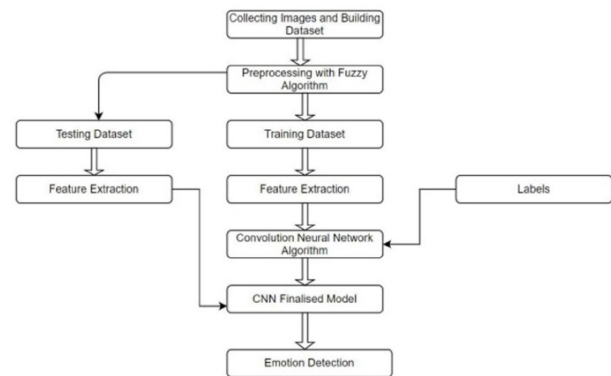 Collecting Images and Building
Dataset
Preprocessing with Fuzzy
Algorithm
Testing Dataset
Training Dataset
Feature Extraction
Feature Extraction
Labels
Convolution Neural Network
Algorithm
CNN Finalised Model
Emotion Detection